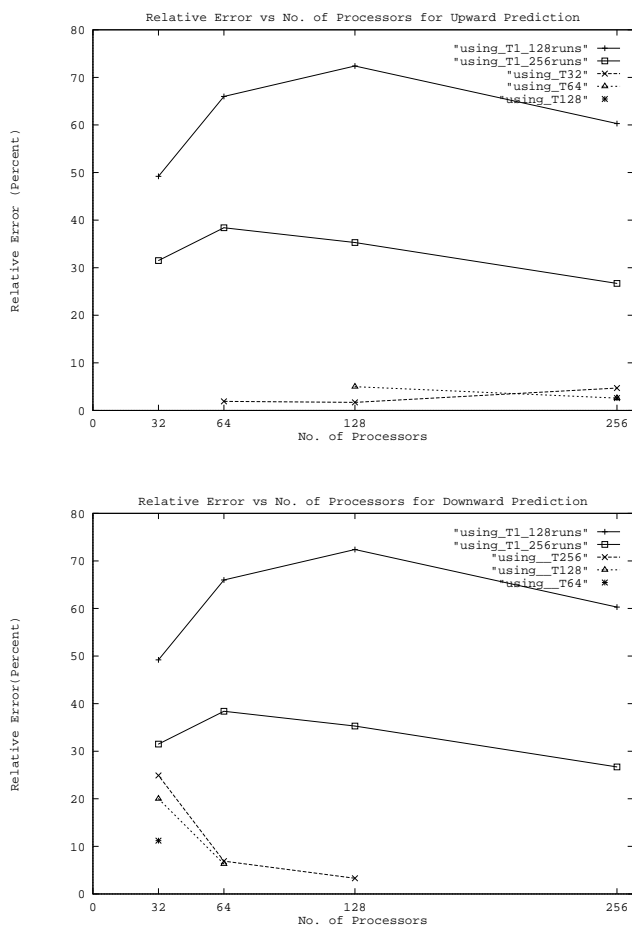 Relative Error vs No. of Processors for Upward Prediction
80
70
60
50
40
30
20
10
0
Relative Error (Percent)
"using_T1_128runs"
"using_T1_256runs"
"using_T32"
"using_T64"
"using_T128"
0 32 64 128 256
No. of Processors
Relative Error vs No. of Processors for Downward Prediction
80
70
60
50
40
30
20
10
0
Relative Error(Percent)
"using_T1_128runs"
"using_T1_256runs"
"using__T256"
"using__T128"
"using__T64"
0 32 64 128 256
No. of Processors